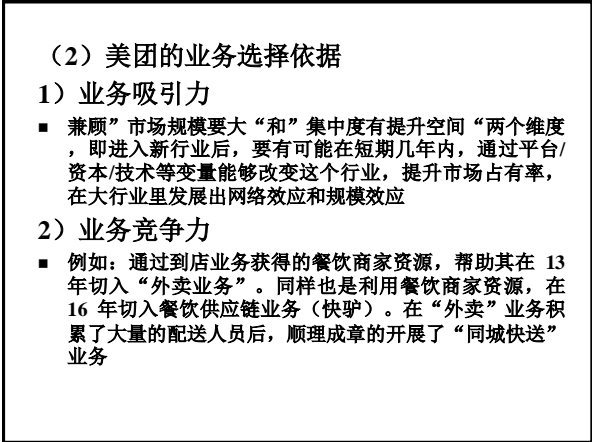 （2）美团的业务选择依据
1）业务吸引力
■ 兼顾”市场规模要大“和”集中度有提升空间“两个维度
，即进入新行业后，要有可能在短期几年内，通过平台/
资本/技术等变量能够改变这个行业，提升市场占有率，
在大行业里发展出网络效应和规模效应
2）业务竞争力
■ 例如：通过到店业务获得的餐饮商家资源，帮助其在 13
年切入“外卖业务”。同样也是利用餐饮商家资源，在
16 年切入餐饮供应链业务（快驴）。在“外卖”业务积
累了大量的配送人员后，顺理成章的开展了“同城快送”
业务